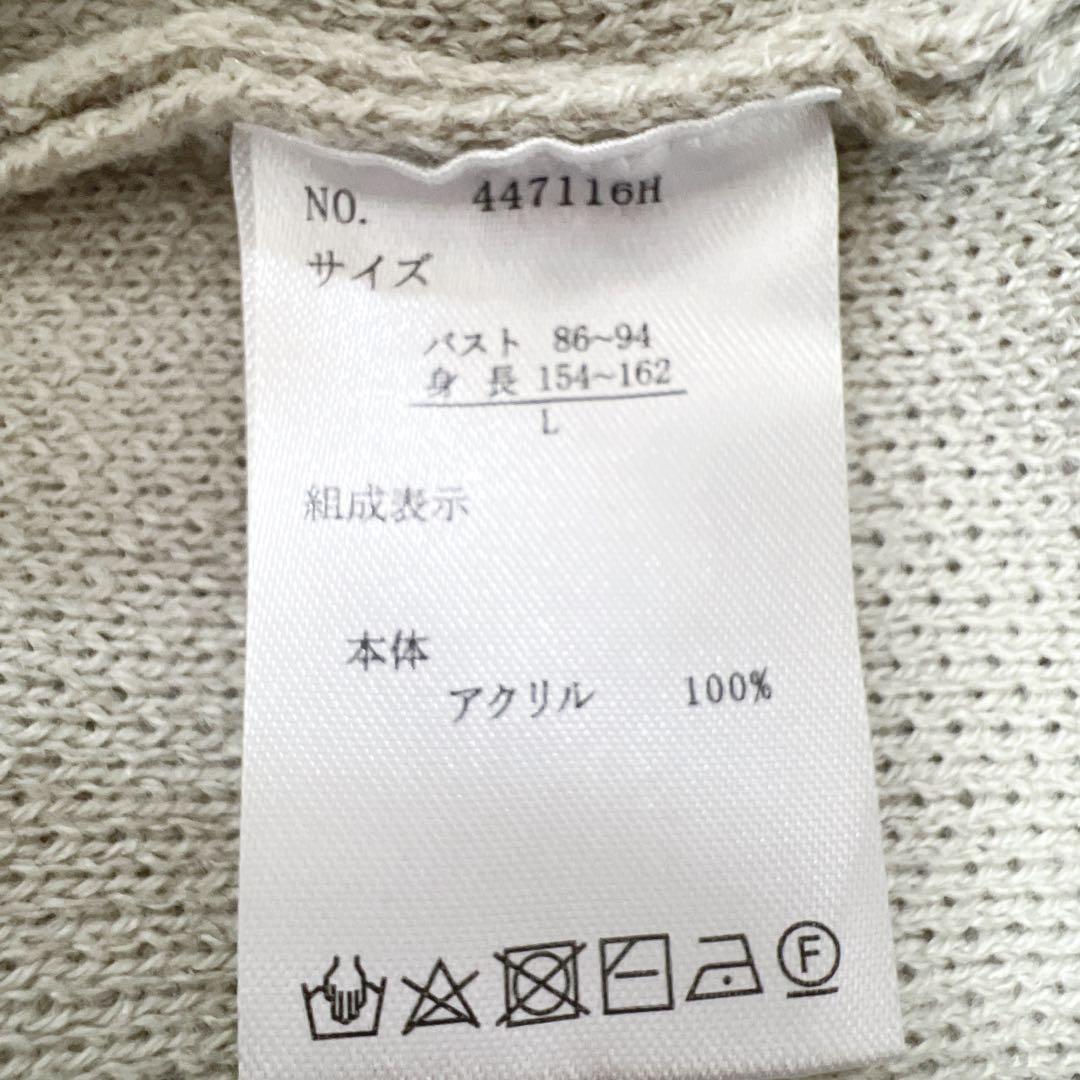 NO. 447116H
サイズ
バスト 86~94
身 長 154~162
L
組成表示
本体
アクリル 100%
F